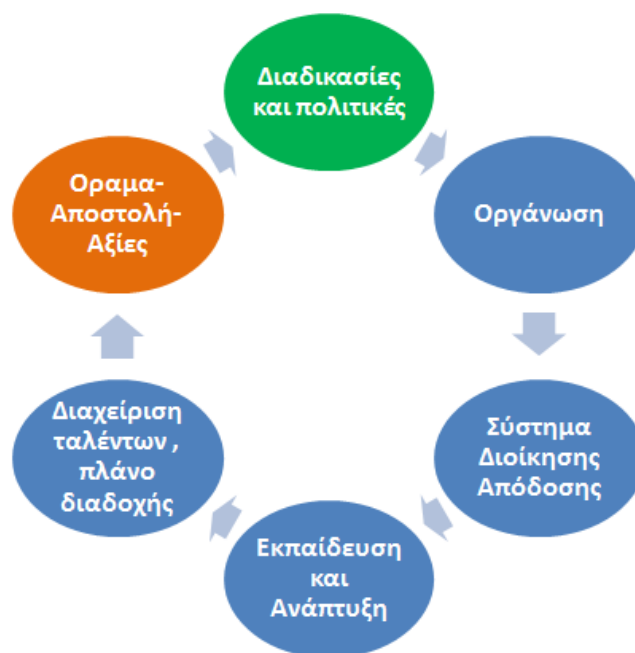 Διαδικασίες
και πολιτικές
Οργάνωση
Σύστημα
Διοίκησης
Απόδοσης
Εκπαίδευση
και
Ανάπτυξη
Διαχείριση
ταλέντων ,
πλάνο
διαδοχής
Οραμα-
Αποστολή-
Αξίες